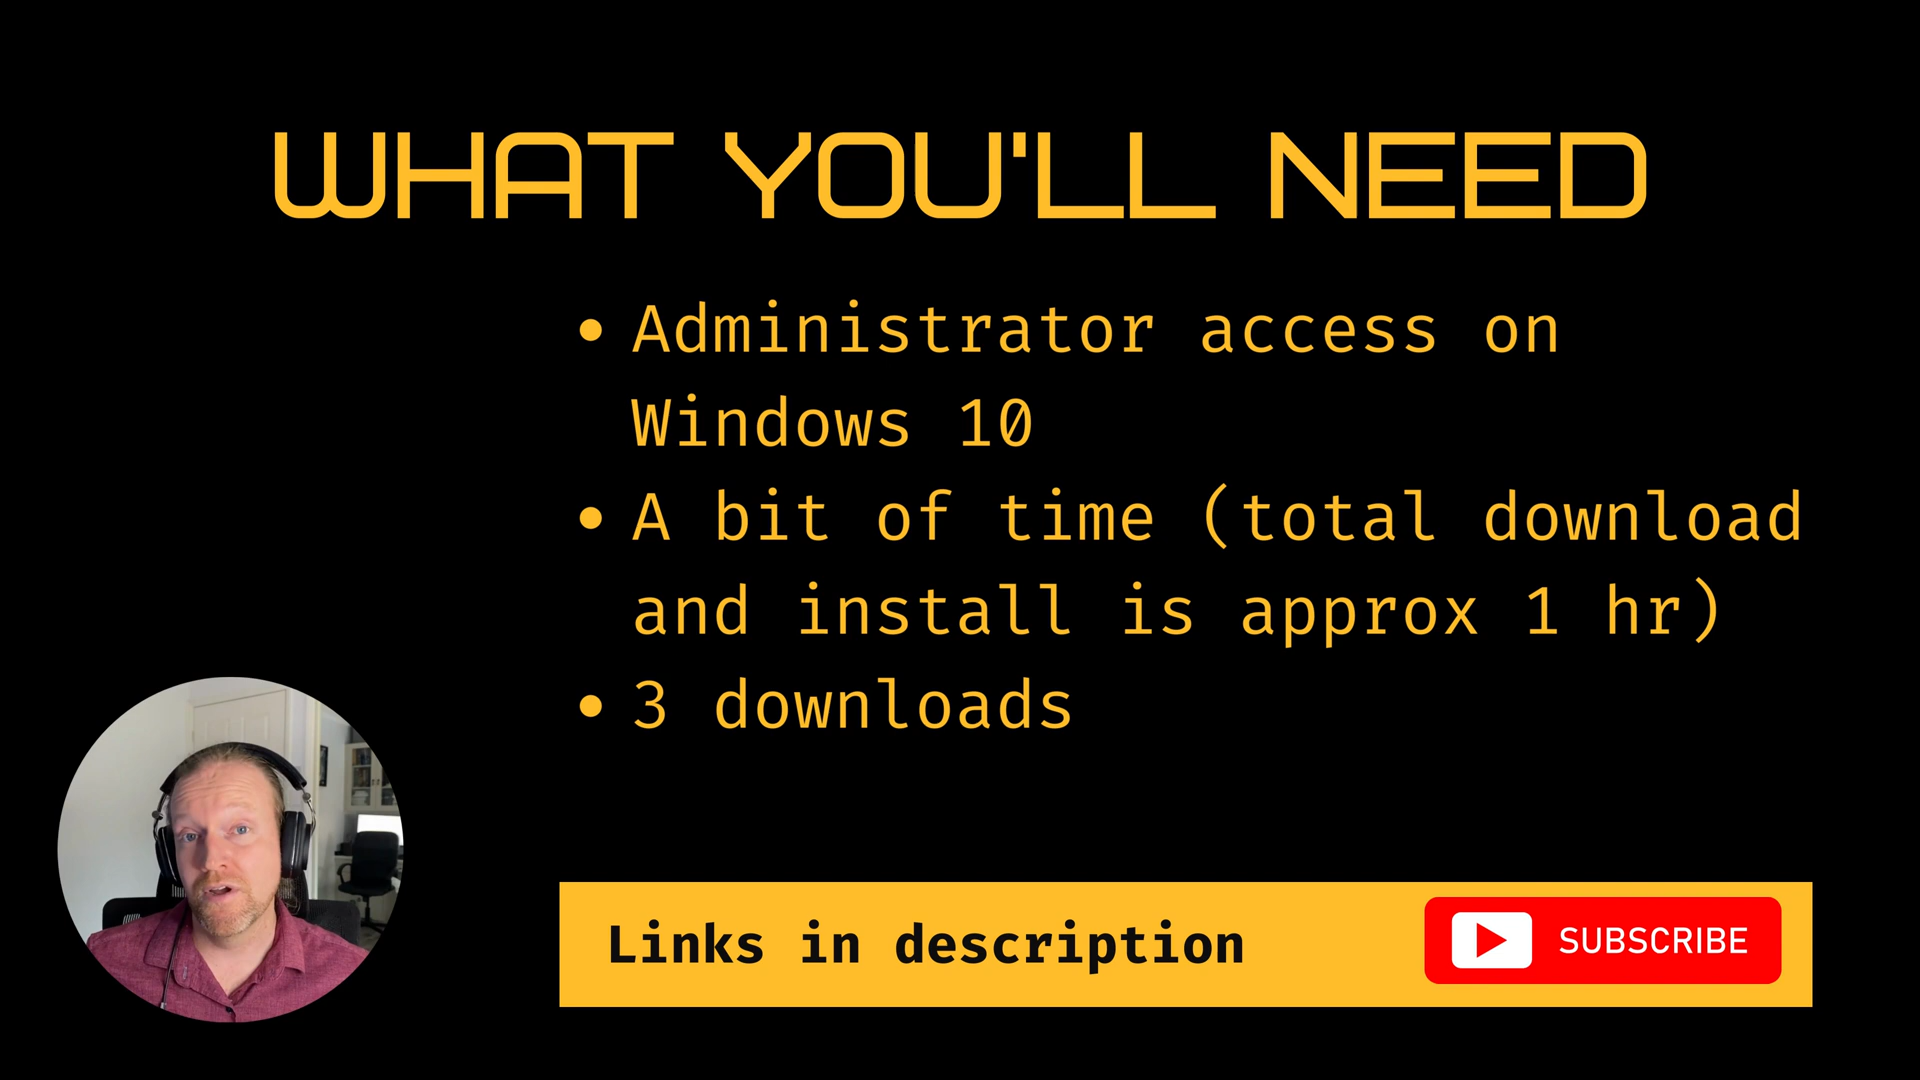 WHAT YOU'LL NEED
• Administrator access on
Windows 10
• A bit of time (total download
and install is approx 1 hr)
• 3 downloads
Links in description
SUBSCRIBE